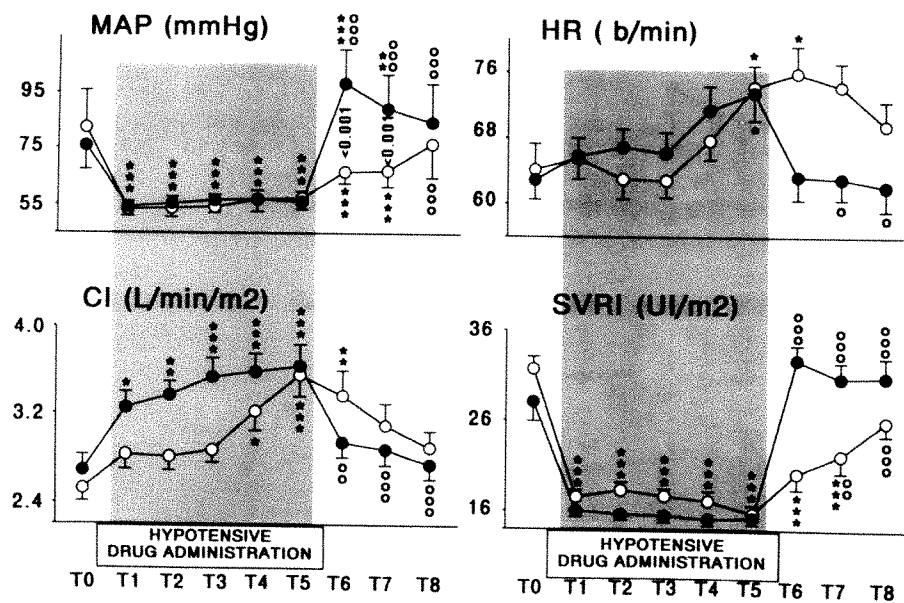 MAP (mmHg)
95
75
55
<0.001
<0.001
HR ( b/min)
76
68
60
CI (L/min/m2)
4.0
3.2
2.4
SVRI (UI/m2)
36
26
16
HYPOTENSIVE
DRUG ADMINISTRATION
T0 T1 T2 T3 T4 T5 T6 T7 T8
HYPOTENSIVE
DRUG ADMINISTRATION
T0 T1 T2 T3 T4 T5 T6 T7 T8